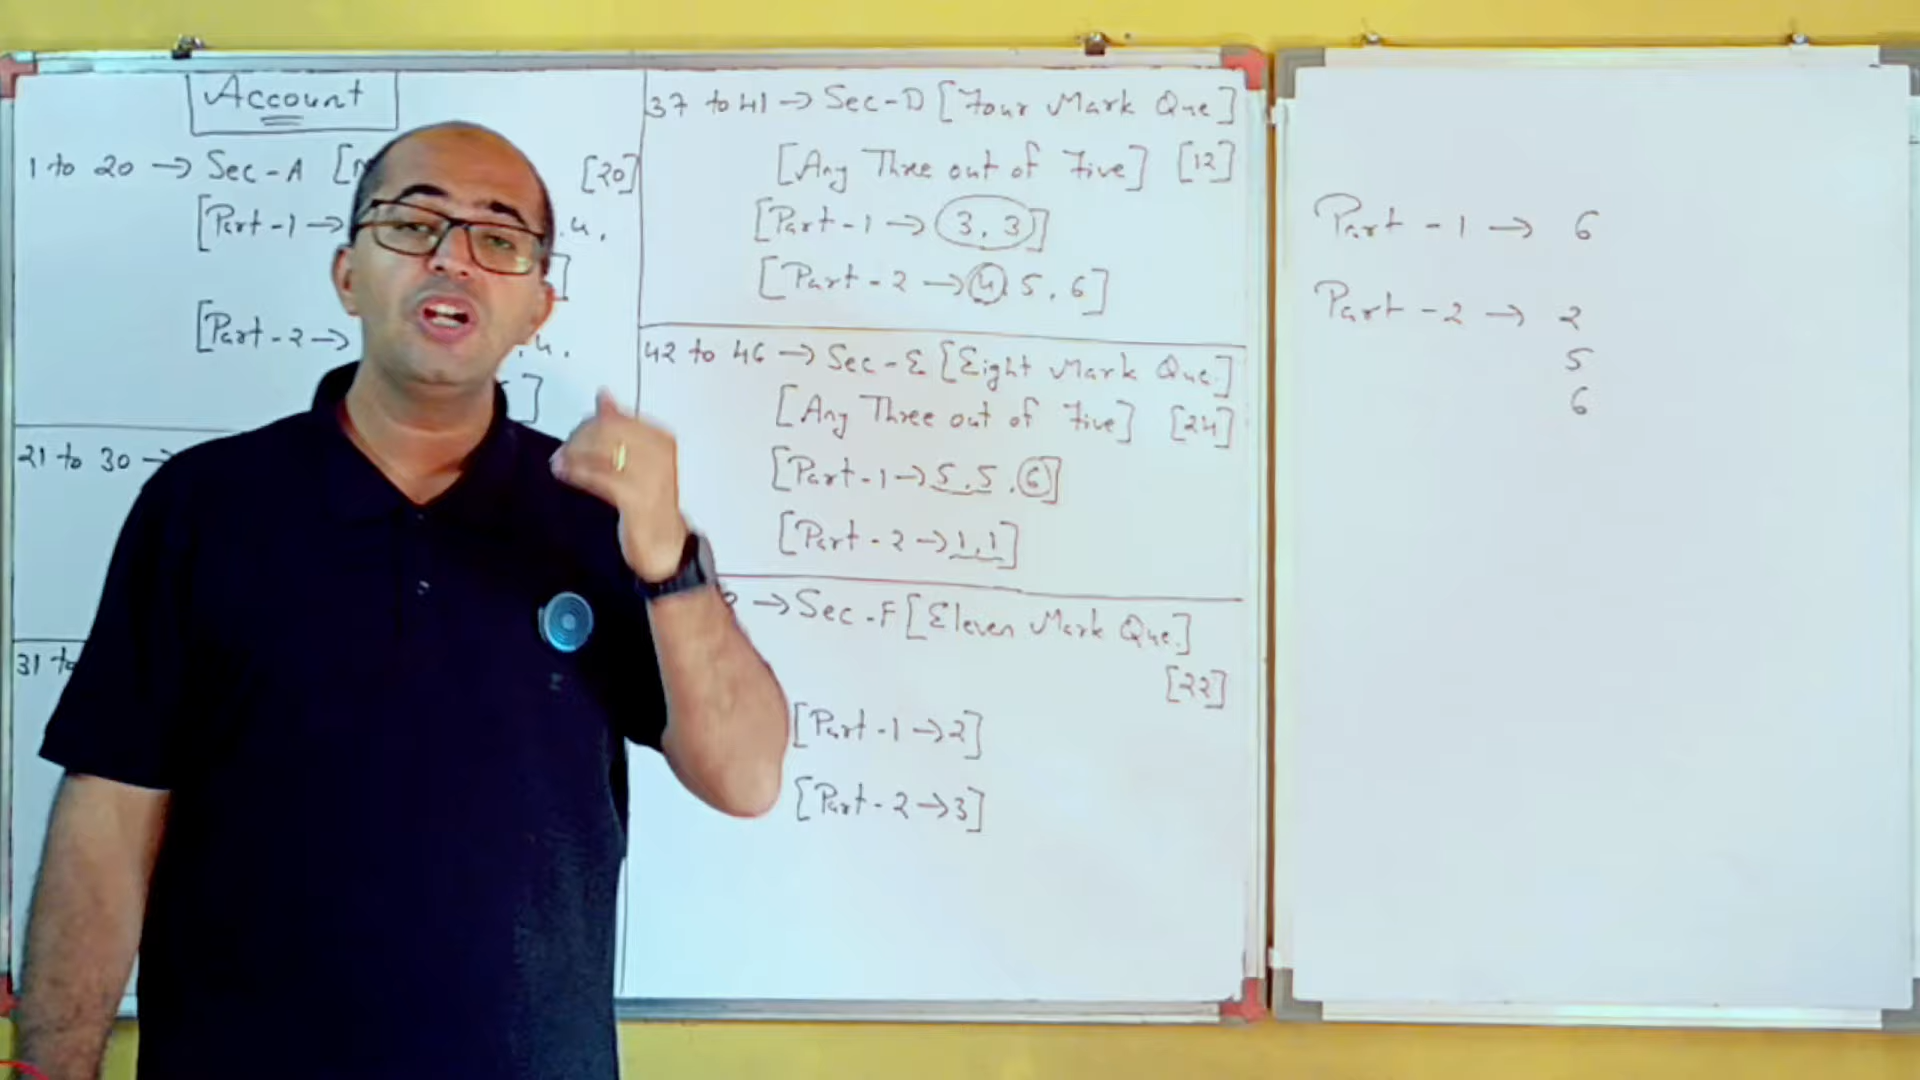 Account
1 to 20 → Sec-A [
[20]
[Part-1 →
.4.
]
[Part-2 →
.4.
]
21 to 30 →
31 to
37 to 41 → Sec-D [Four Mark Que]
[Any Three out of Five] [12]
[Part-1 → 3, 3]
[Part-2 → 4, 5, 6]
42 to 46 → Sec-E [Eight Mark Que.]
[Any Three out of Five] [24]
[Part-1 → 5, 5, 6]
[Part-2 → 1, 1]
→ Sec-F [Eleven Mark Que.]
[22]
[Part-1 → 2]
[Part-2 → 3]
Part-1 → 6
Part-2 → 2
5
6